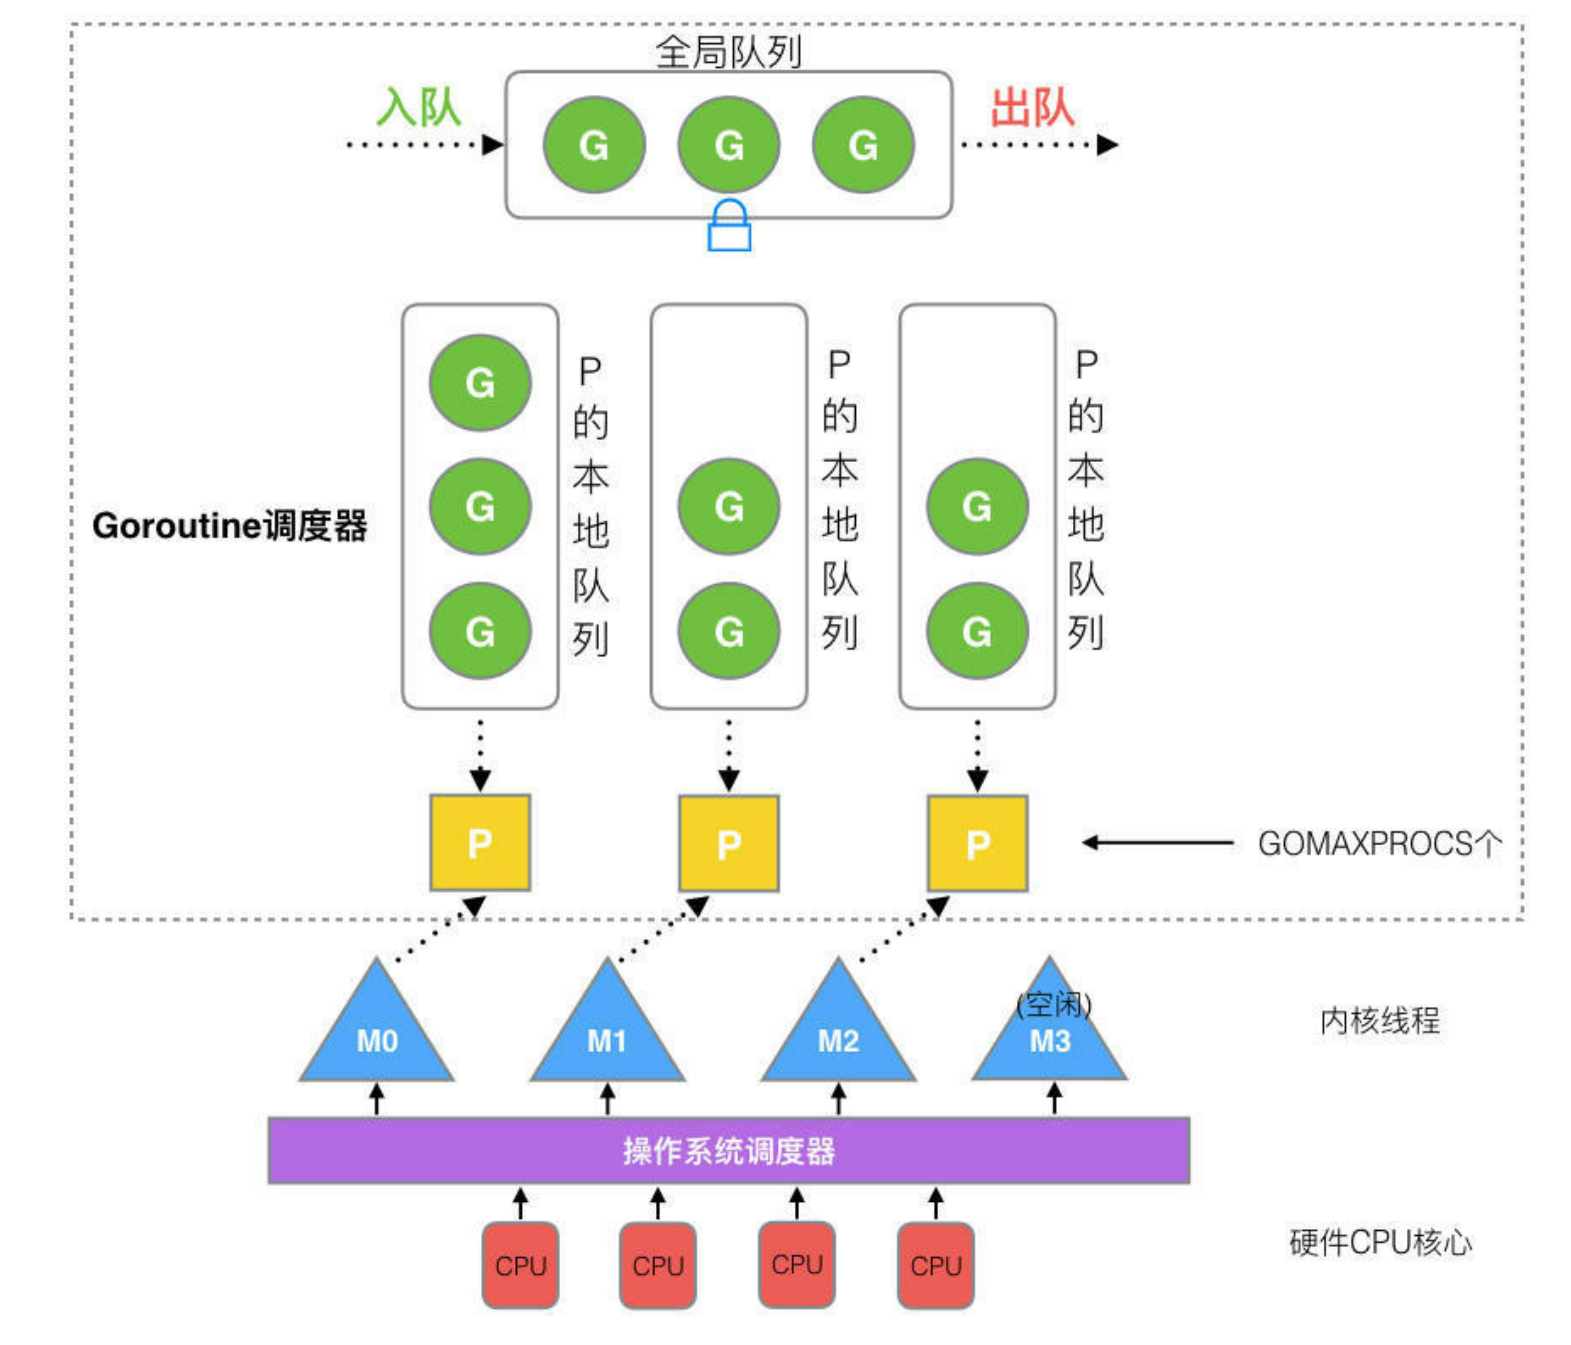 全局队列
入队
出队
G G G
G
G
G
P的本地队列
G
G
P的本地队列
G
G
P的本地队列
Goroutine调度器
P P P
GOMAXPROCS个
M0 M1 M2
(空闲)
M3
内核线程
操作系统调度器
CPU CPU CPU CPU
硬件CPU核心